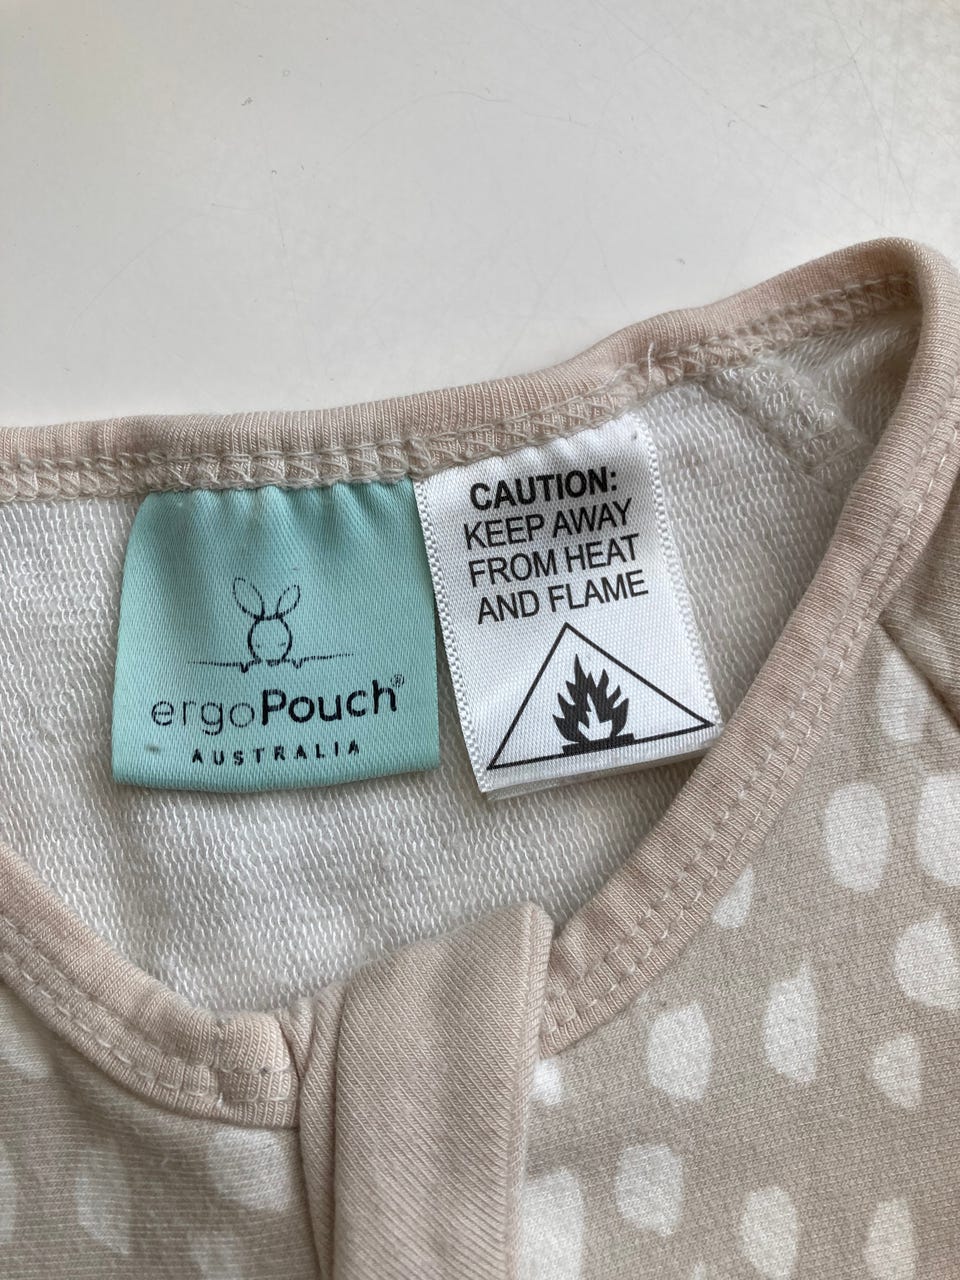 ergoPouch®
AUSTRALIA
CAUTION:
KEEP AWAY
FROM HEAT
AND FLAME